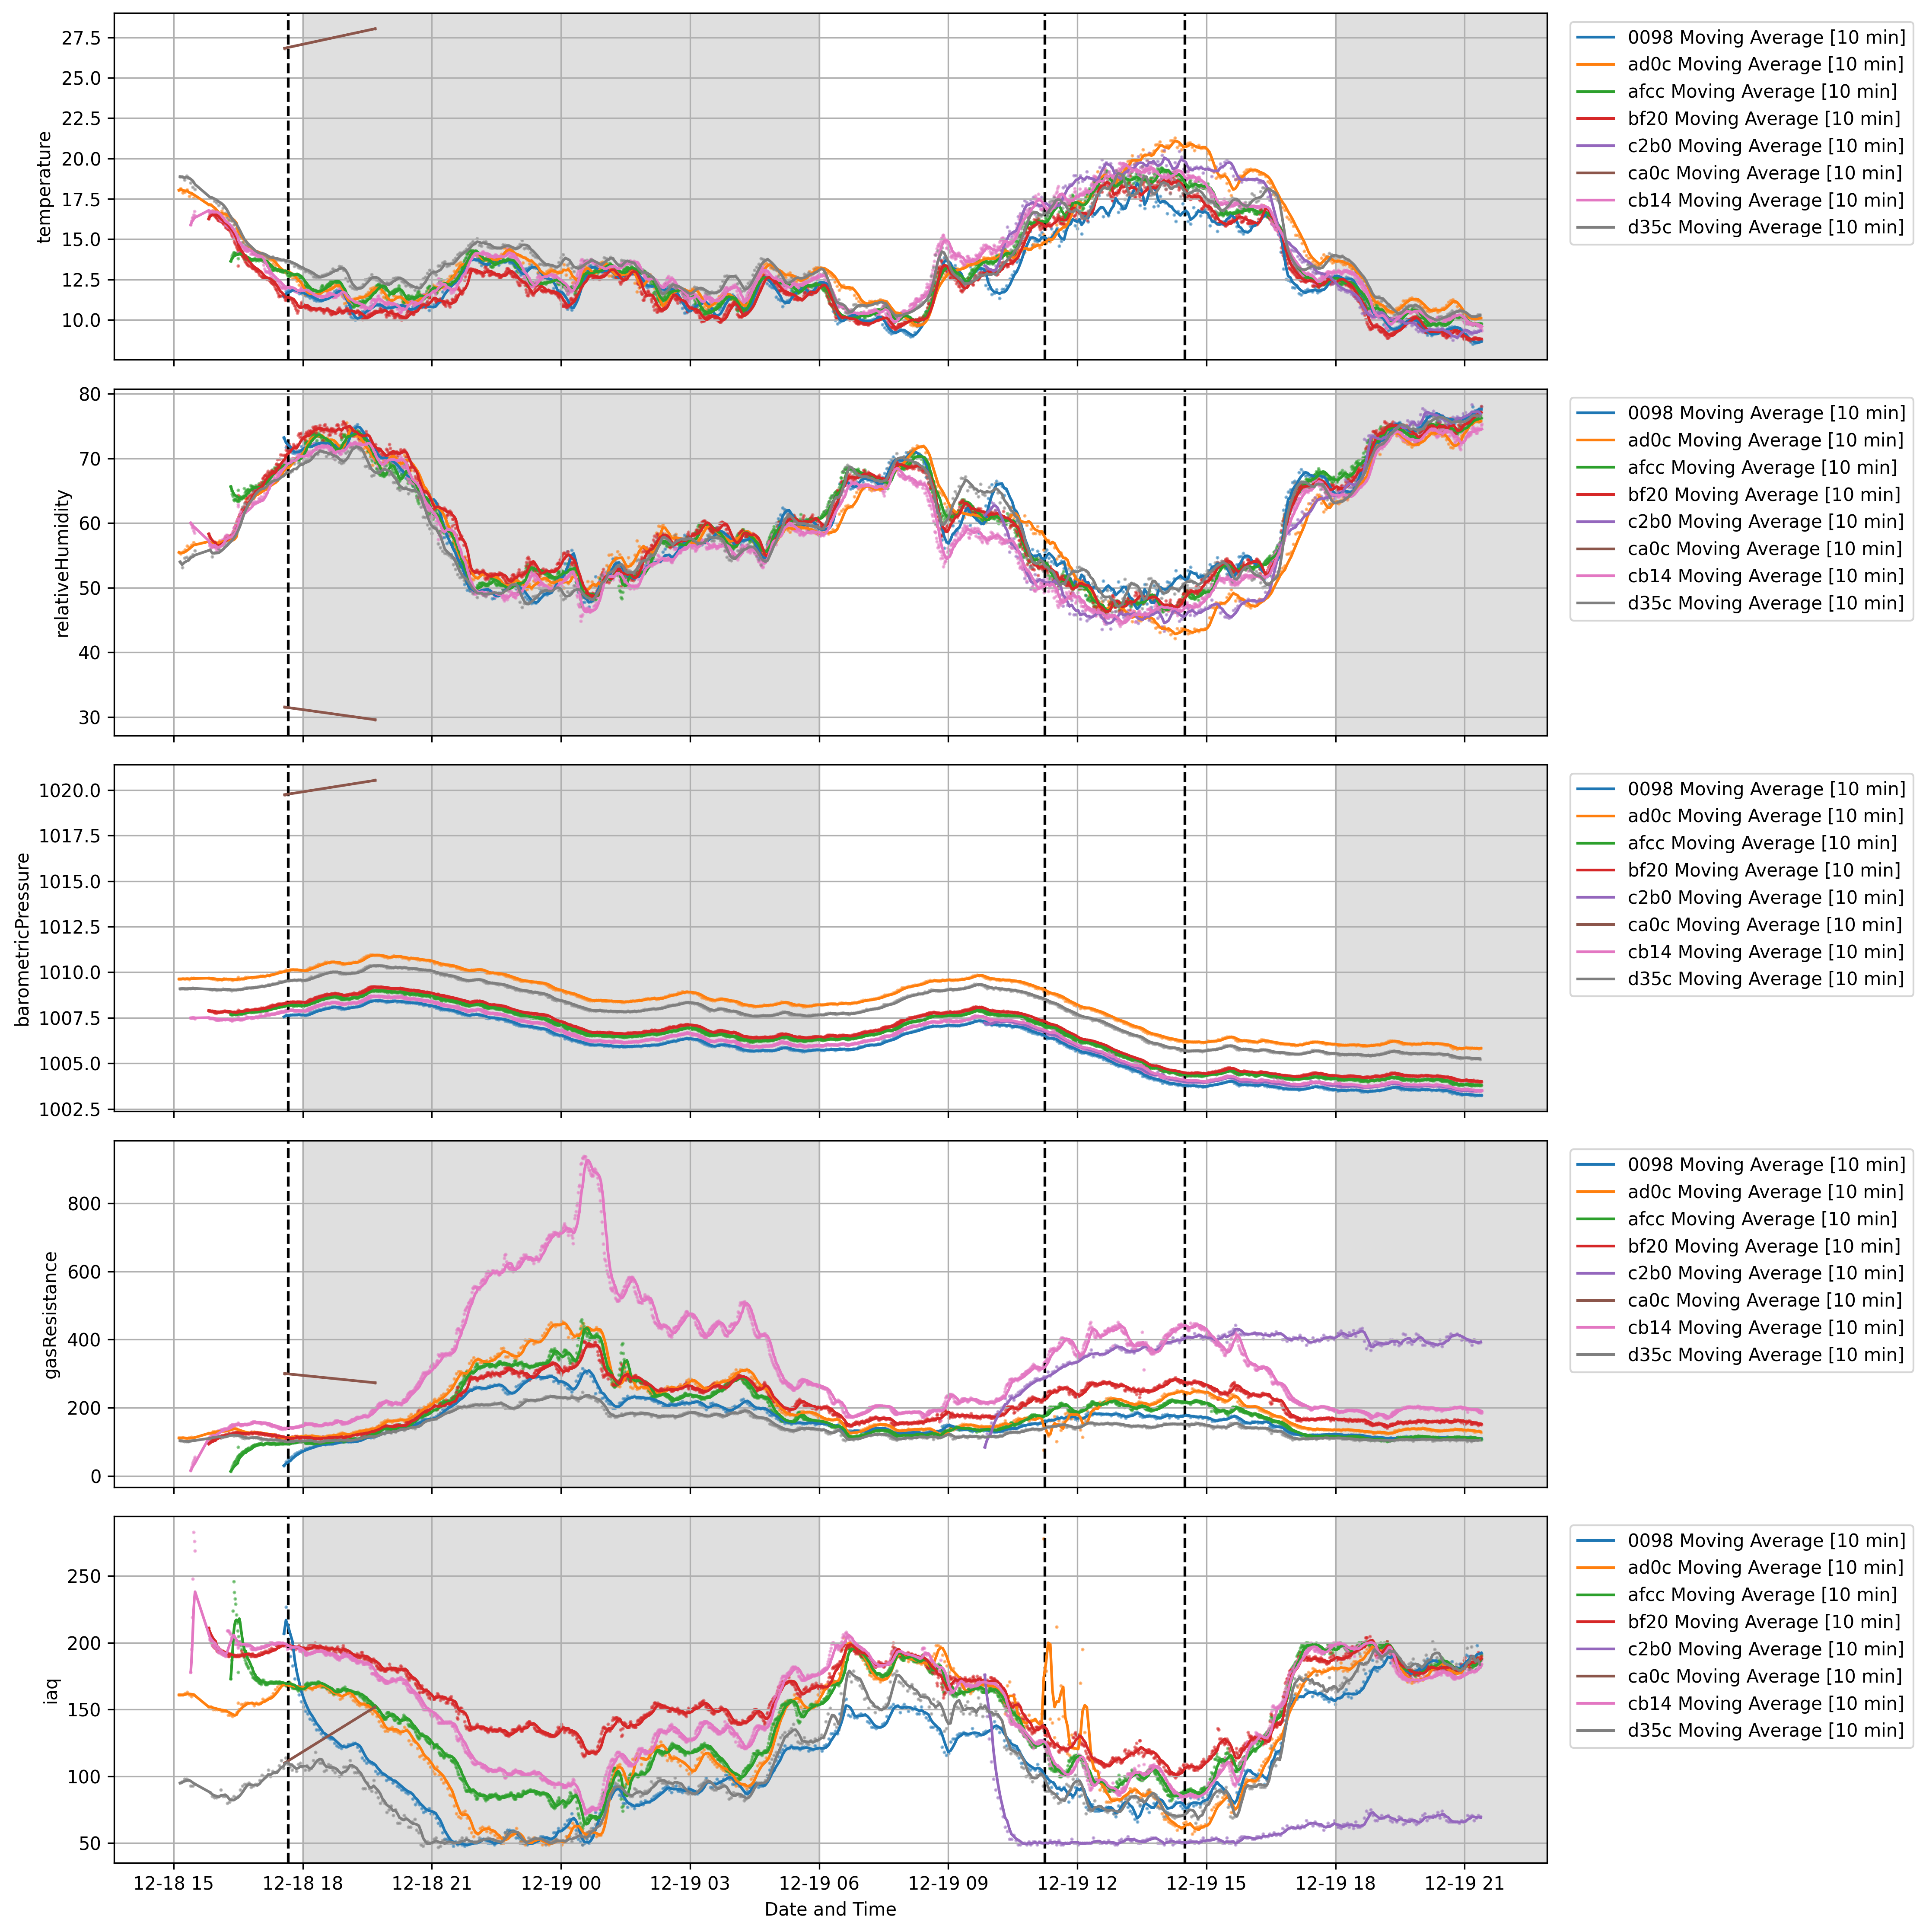 27.5
25.0
22.5
20.0
17.5
15.0
12.5
10.0
temperature
0098 Moving Average [10 min]
ad0c Moving Average [10 min]
afcc Moving Average [10 min]
bf20 Moving Average [10 min]
c2b0 Moving Average [10 min]
ca0c Moving Average [10 min]
cb14 Moving Average [10 min]
d35c Moving Average [10 min]
80
70
60
50
40
30
relativeHumidity
0098 Moving Average [10 min]
ad0c Moving Average [10 min]
afcc Moving Average [10 min]
bf20 Moving Average [10 min]
c2b0 Moving Average [10 min]
ca0c Moving Average [10 min]
cb14 Moving Average [10 min]
d35c Moving Average [10 min]
1020.0
1017.5
1015.0
1012.5
1010.0
1007.5
1005.0
1002.5
barometricPressure
0098 Moving Average [10 min]
ad0c Moving Average [10 min]
afcc Moving Average [10 min]
bf20 Moving Average [10 min]
c2b0 Moving Average [10 min]
ca0c Moving Average [10 min]
cb14 Moving Average [10 min]
d35c Moving Average [10 min]
800
600
400
200
0
gasResistance
0098 Moving Average [10 min]
ad0c Moving Average [10 min]
afcc Moving Average [10 min]
bf20 Moving Average [10 min]
c2b0 Moving Average [10 min]
ca0c Moving Average [10 min]
cb14 Moving Average [10 min]
d35c Moving Average [10 min]
250
200
150
100
50
iaq
0098 Moving Average [10 min]
ad0c Moving Average [10 min]
afcc Moving Average [10 min]
bf20 Moving Average [10 min]
c2b0 Moving Average [10 min]
ca0c Moving Average [10 min]
cb14 Moving Average [10 min]
d35c Moving Average [10 min]
12-18 15 12-18 18 12-18 21 12-19 00 12-19 03 12-19 06 12-19 09 12-19 12 12-19 15 12-19 18 12-19 21
Date and Time